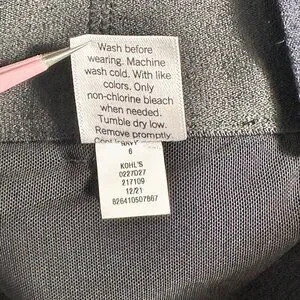 Wash before
wearing. Machine
wash cold. With like
colors. Only
non-chlorine bleach
when needed.
Tumble dry low.
Remove promptly.
6
KOHL'S
0227D27
217109
12/21
826410507867